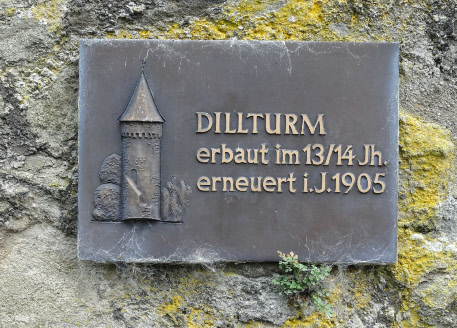 DILLTURM
erbaut im 13/14 Jh.
erneuert i.J. 1905